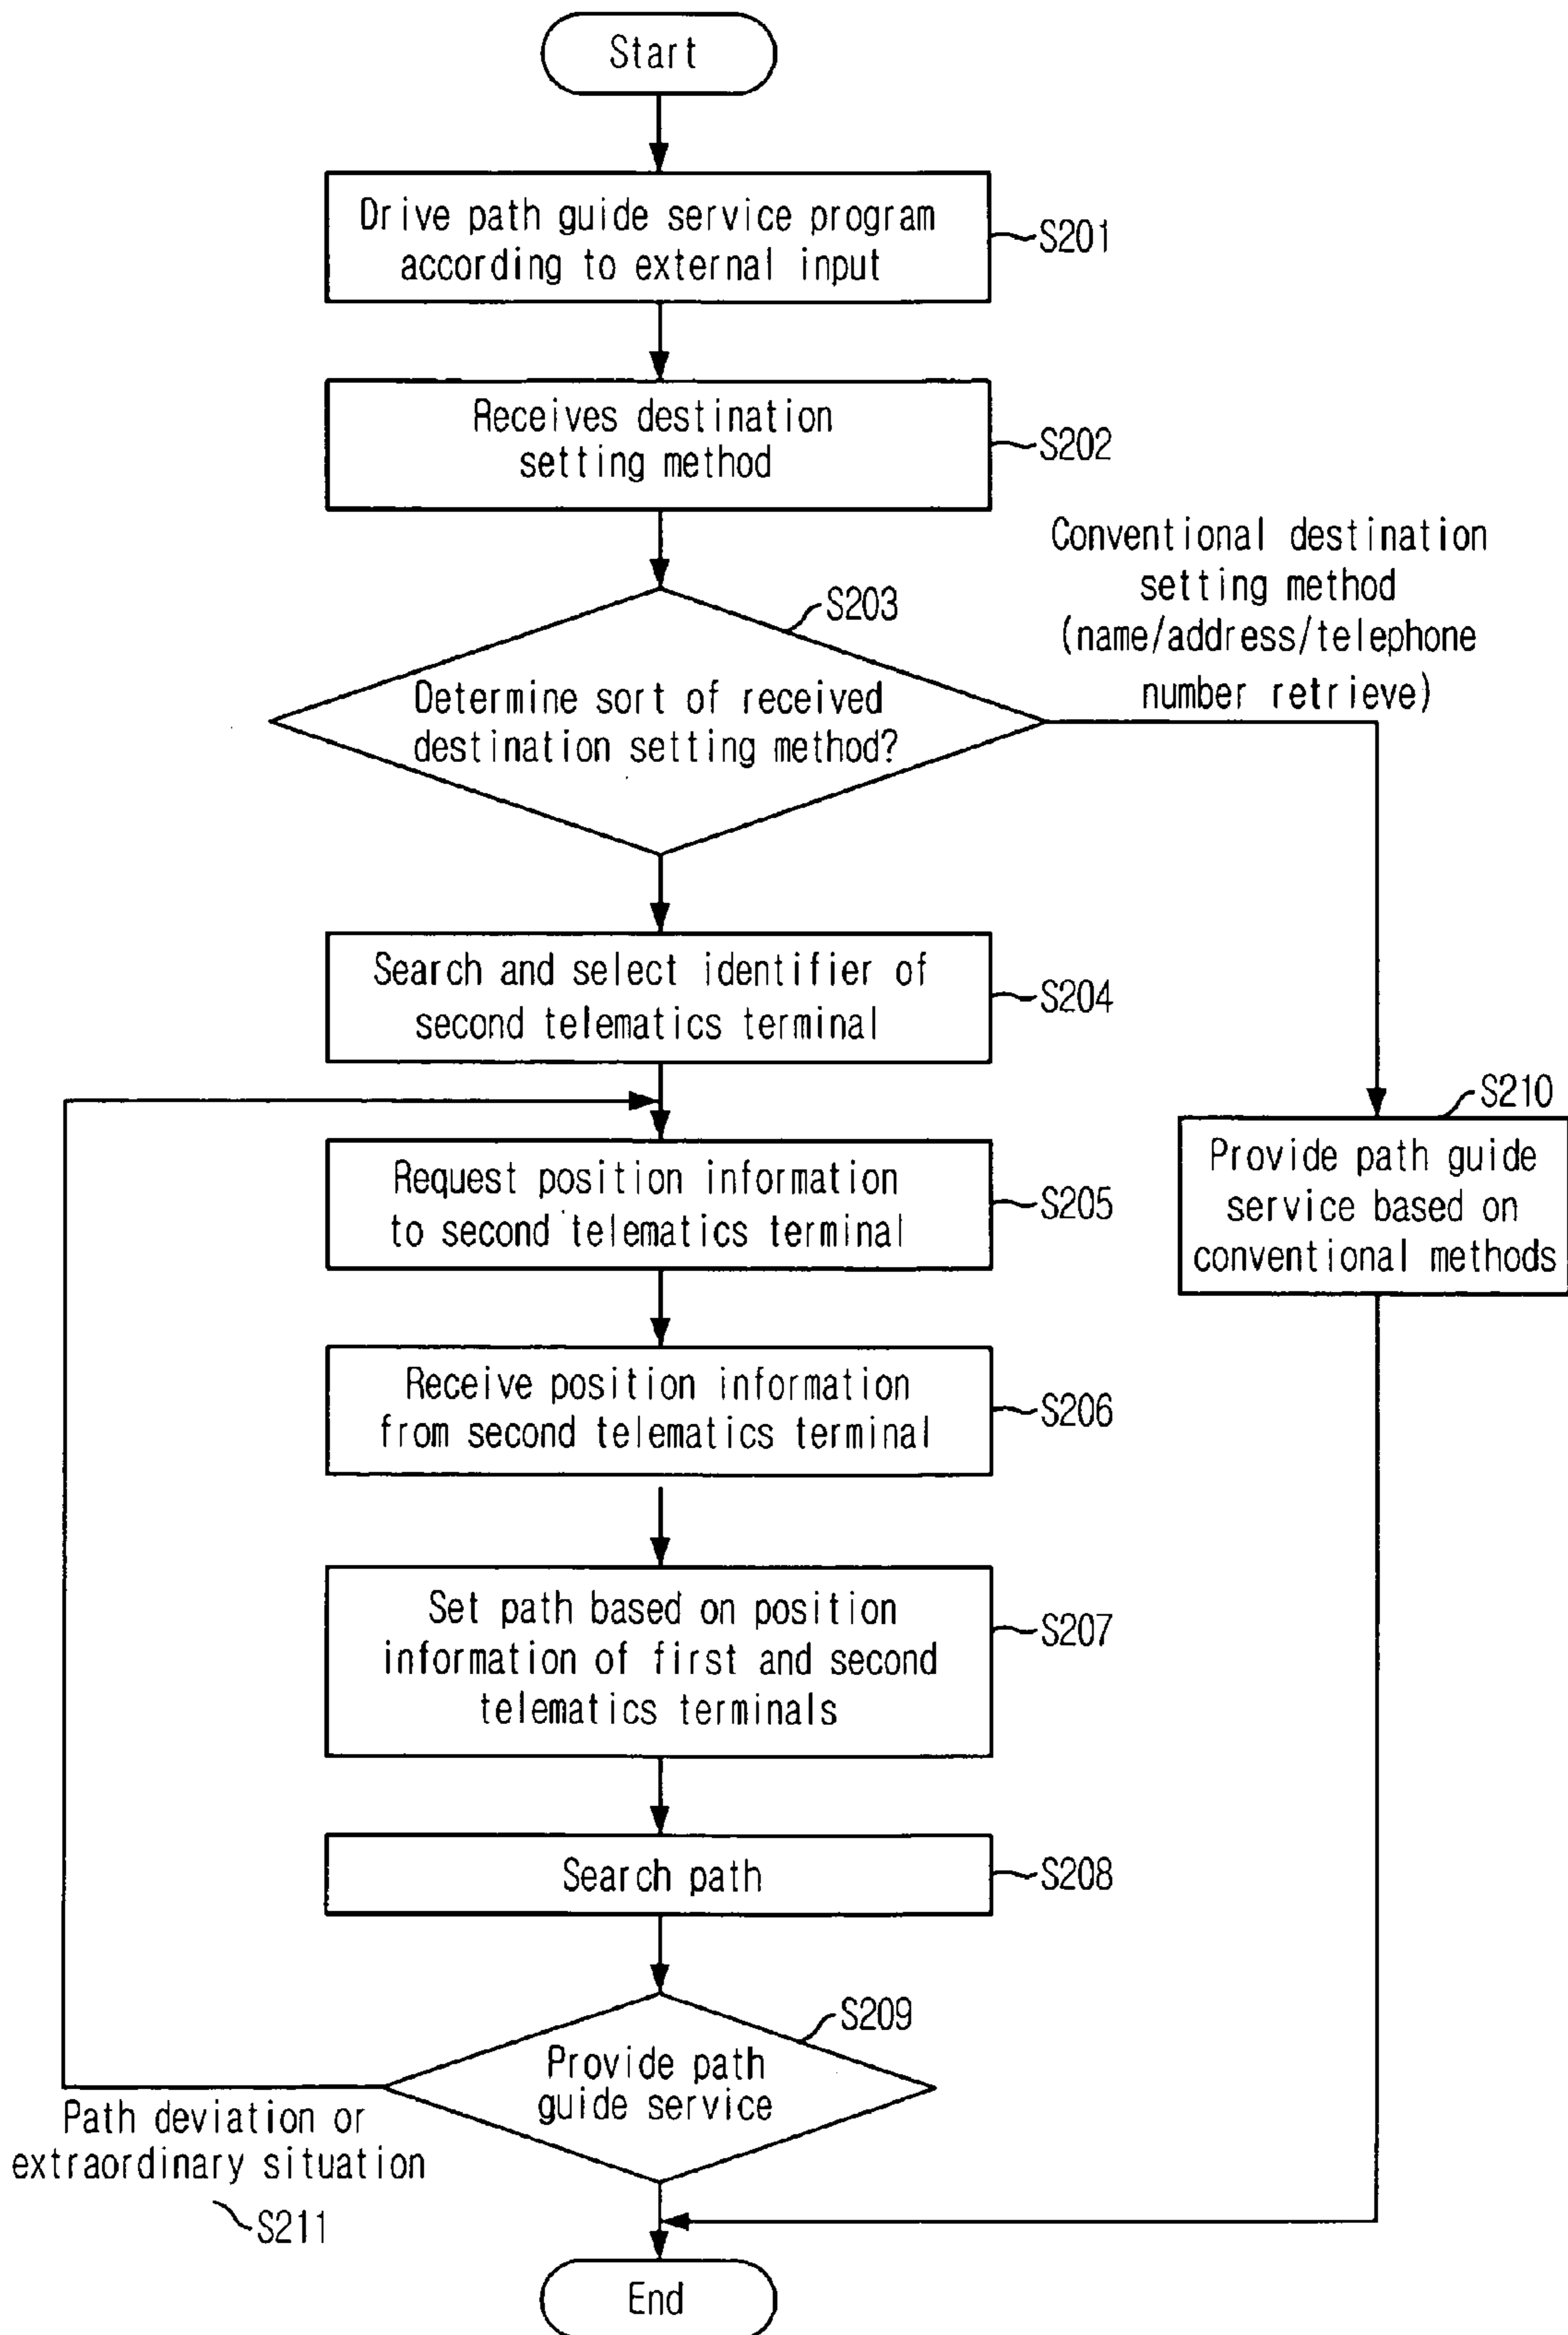 Start
Drive path guide service program
according to external input
S201
Receives destination
setting method
S202
Conventional destination
setting method
(name/address/telephone
number retrieve)
S203
Determine sort of received
destination setting method?
Search and select identifier of
second telematics terminal
S204
Request position information
to second telematics terminal
S205
S210
Provide path guide
service based on
conventional methods
Receive position information
from second telematics terminal
S206
Set path based on position
information of first and second
telematics terminals
S207
Search path
S208
S209
Provide path
guide service
Path deviation or
extraordinary situation
S211
End